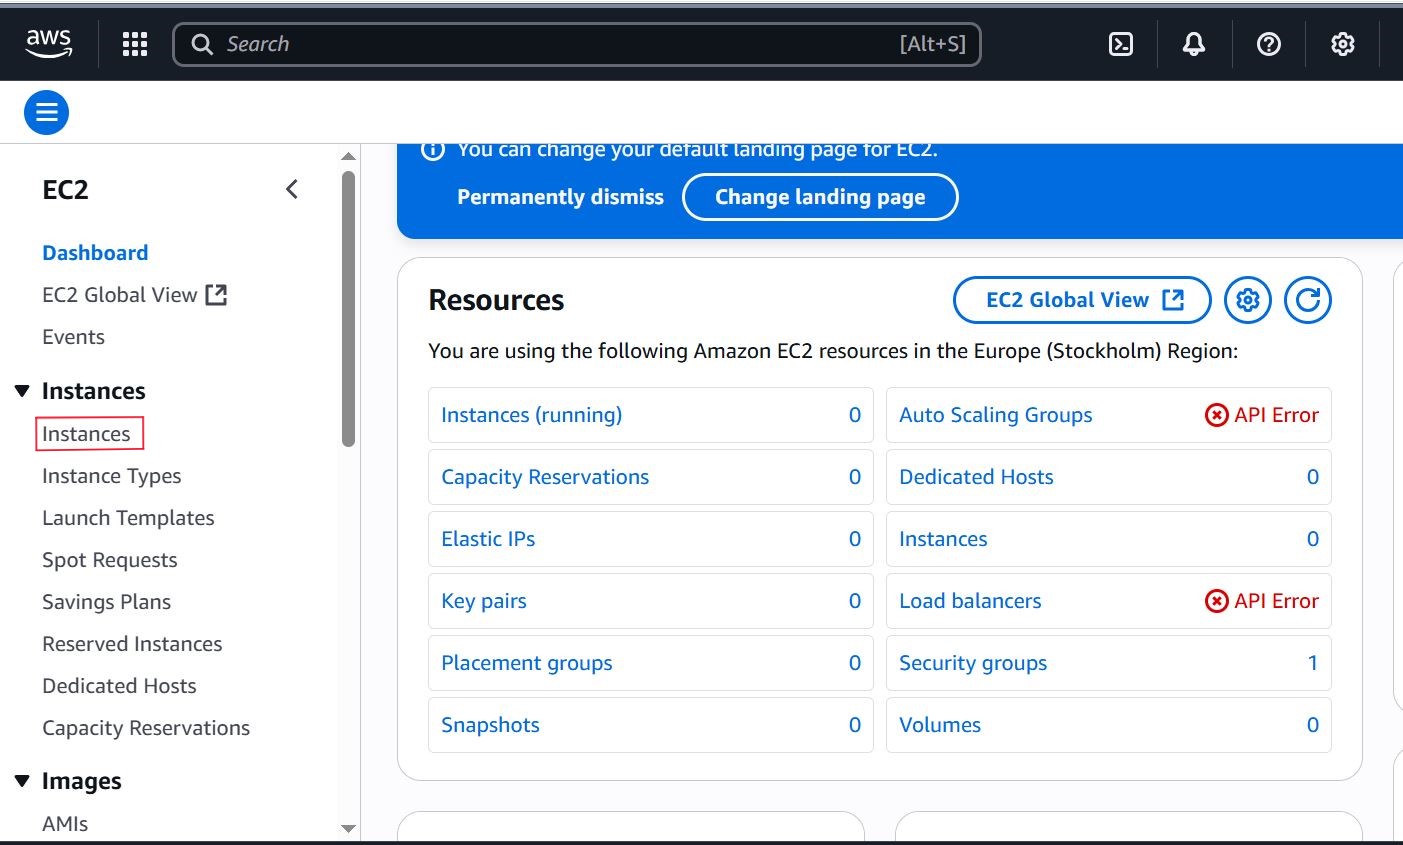 aws
Search [Alt+S]
You can change your default landing page for EC2.
Permanently dismiss Change landing page
EC2
Dashboard
EC2 Global View
Events
Instances
Instances
Instance Types
Launch Templates
Spot Requests
Savings Plans
Reserved Instances
Dedicated Hosts
Capacity Reservations
Images
AMIs
Resources
EC2 Global View
You are using the following Amazon EC2 resources in the Europe (Stockholm) Region:
Instances (running) 0
Auto Scaling Groups API Error
Capacity Reservations 0
Dedicated Hosts 0
Elastic IPs 0
Instances 0
Key pairs 0
Load balancers API Error
Placement groups 0
Security groups 1
Snapshots 0
Volumes 0